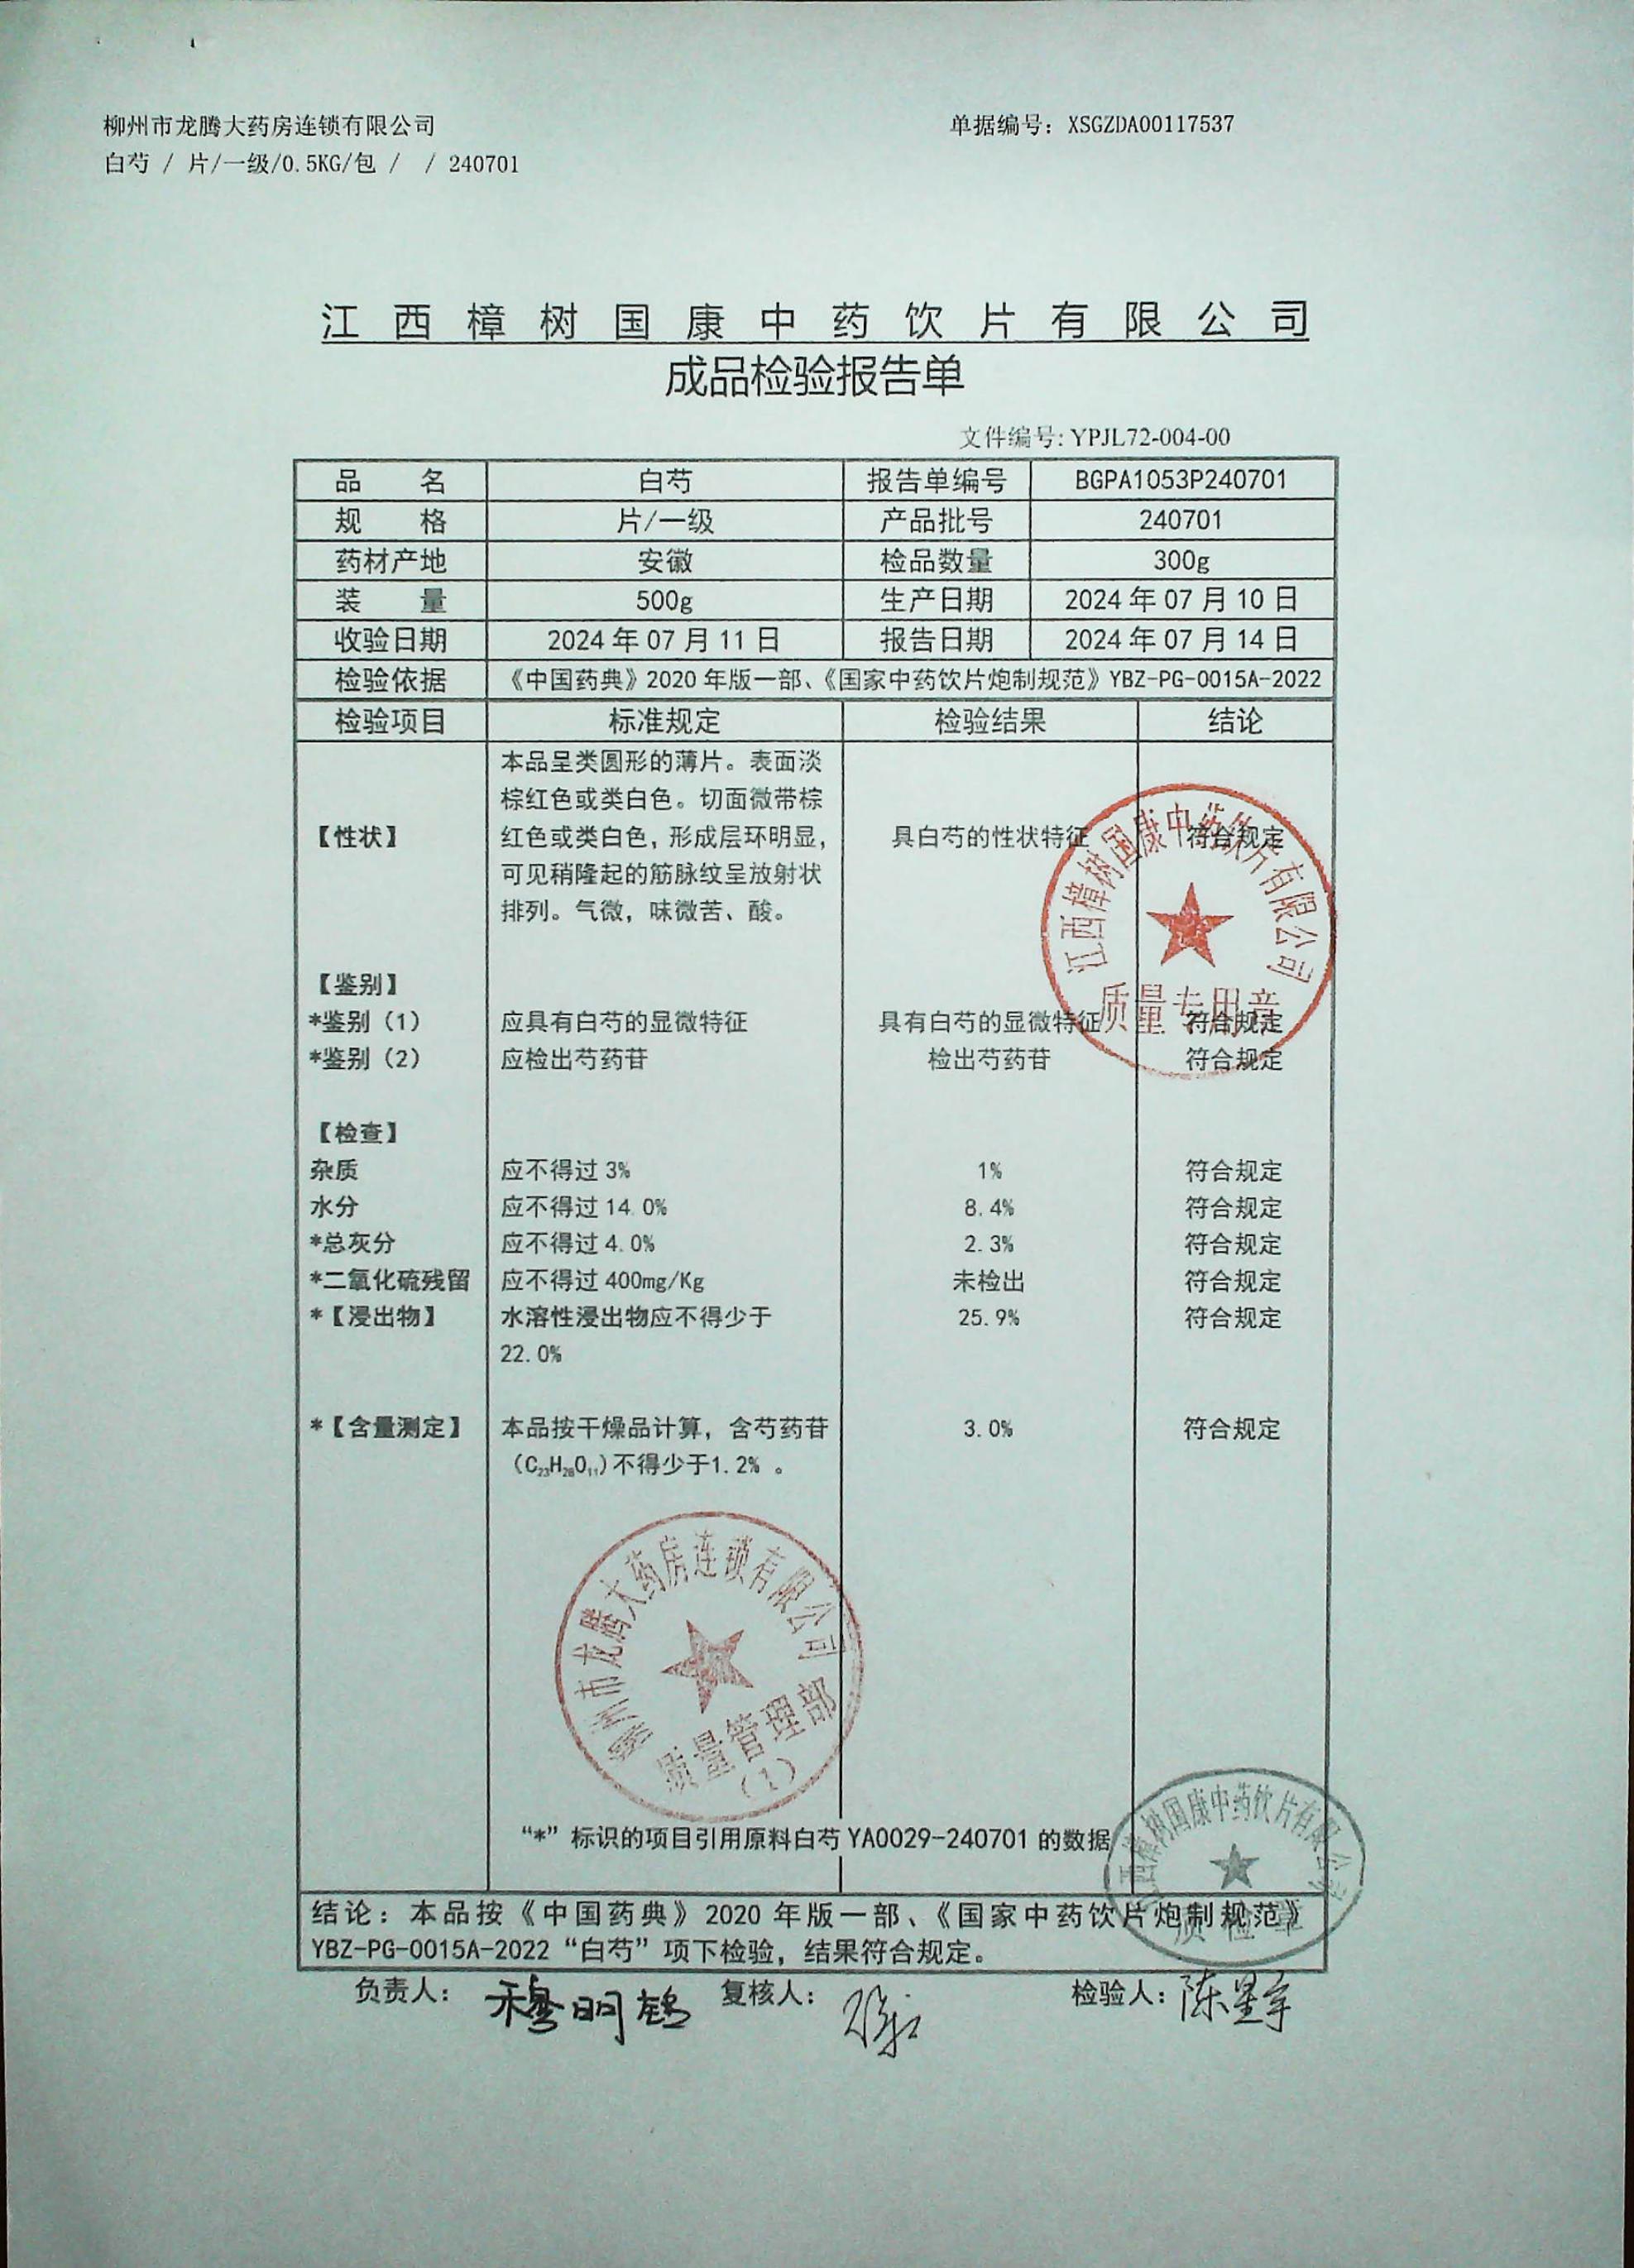 柳州市龙腾大药房连锁有限公司 单据编号：XSGZDA00117537
白芍 / 片/一级/0.5KG/包 / / 240701
江西樟树国康中药饮片有限公司
成品检验报告单
文件编号: YPJL72-004-00
品名 白芍 报告单编号 BGPA1053P240701
规格 片/一级 产品批号 240701
药材产地 安徽 检品数量 300g
装量 500g 生产日期 2024年07月10日
收验日期 2024年07月11日 报告日期 2024年07月14日
检验依据 《中国药典》2020年版一部、《国家中药饮片炮制规范》YBZ-PG-0015A-2022
检验项目 标准规定 检验结果 结论
本品呈类圆形的薄片。表面淡
棕红色或类白色。切面微带棕
【性状】 红色或类白色，形成层环明显， 具白芍的性状特征 符合规定
可见稍隆起的筋脉纹呈放射状
排列。气微，味微苦、酸。
江西樟树国康中药饮片有限公司
质量专用章
【鉴别】
*鉴别（1） 应具有白芍的显微特征 具有白芍的显微特征 符合规定
*鉴别（2） 应检出芍药苷 检出芍药苷 符合规定
【检查】
杂质 应不得过3% 1% 符合规定
水分 应不得过14.0% 8.4% 符合规定
*总灰分 应不得过4.0% 2.3% 符合规定
*二氧化硫残留 应不得过400mg/Kg 未检出 符合规定
*【浸出物】 水溶性浸出物应不得少于 25.9% 符合规定
22.0%
*【含量测定】 本品按干燥品计算，含芍药苷 3.0% 符合规定
（C₂₃H₂₈O₁₁)不得少于1.2% 。
柳州市龙腾大药房连锁有限公司
质量管理部
（1）
“*”标识的项目引用原料白芍YA0029-240701的数据
江西樟树国康中药饮片有限公司
质检章
结论：本品按《中国药典》2020年版一部、《国家中药饮片炮制规范》
YBZ-PG-0015A-2022“白芍”项下检验，结果符合规定。
负责人：穆明鹤 复核人： 检验人：陈星宇